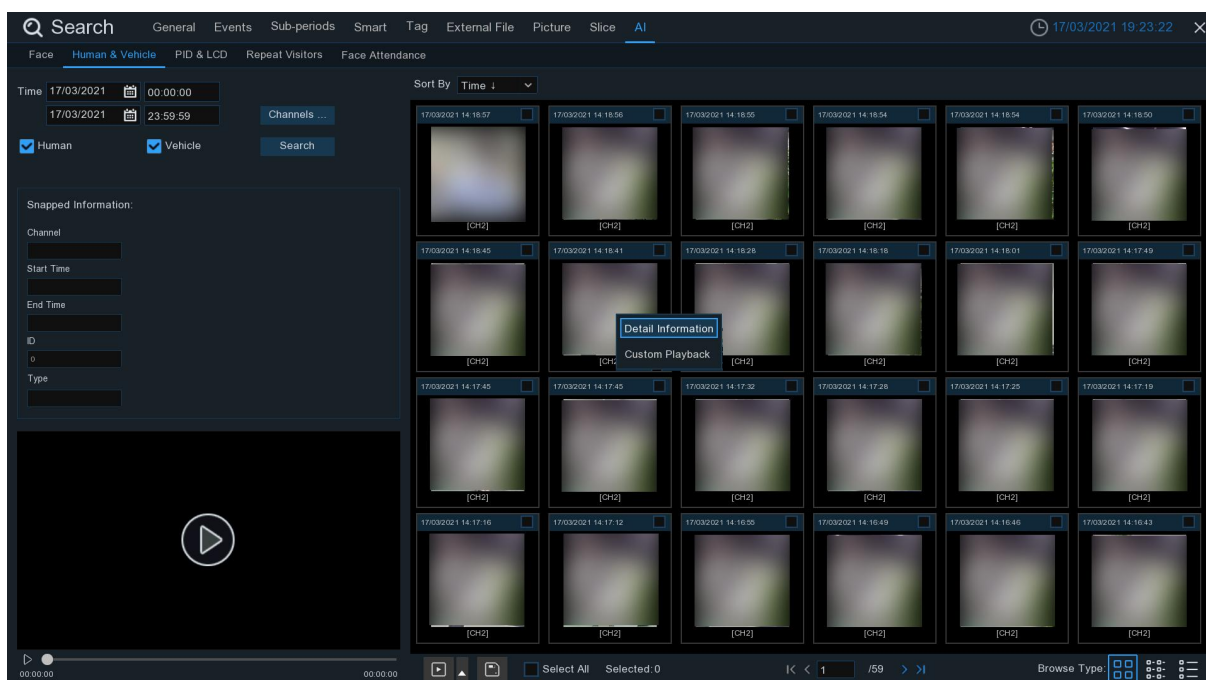 Search General Events Sub-periods Smart Tag External File Picture Slice AI 17/03/2021 19:23:22
Face Human & Vehicle PID & LCD Repeat Visitors Face Attendance
Time 17/03/2021 00:00:00
17/03/2021 23:59:59 Channels ...
Human Vehicle Search
Snapped Information:
Channel
Start Time
End Time
ID
0
Type
00:00:00 00:00:00
Sort By Time ↓
17/03/2021 14:18:57 17/03/2021 14:18:56 17/03/2021 14:18:55 17/03/2021 14:18:54 17/03/2021 14:18:54 17/03/2021 14:18:50
[CH2] [CH2] [CH2] [CH2] [CH2] [CH2]
17/03/2021 14:18:45 17/03/2021 14:18:41 17/03/2021 14:18:28 17/03/2021 14:18:18 17/03/2021 14:18:01 17/03/2021 14:17:49
Detail Information
Custom Playback
[CH2] [CH2] [CH2] [CH2] [CH2]
17/03/2021 14:17:45 17/03/2021 14:17:45 17/03/2021 14:17:32 17/03/2021 14:17:28 17/03/2021 14:17:25 17/03/2021 14:17:19
[CH2] [CH2] [CH2] [CH2] [CH2] [CH2]
17/03/2021 14:17:16 17/03/2021 14:17:12 17/03/2021 14:16:55 17/03/2021 14:16:49 17/03/2021 14:16:46 17/03/2021 14:16:43
[CH2] [CH2] [CH2] [CH2] [CH2] [CH2]
Select All Selected:0 1 /59 Browse Type: